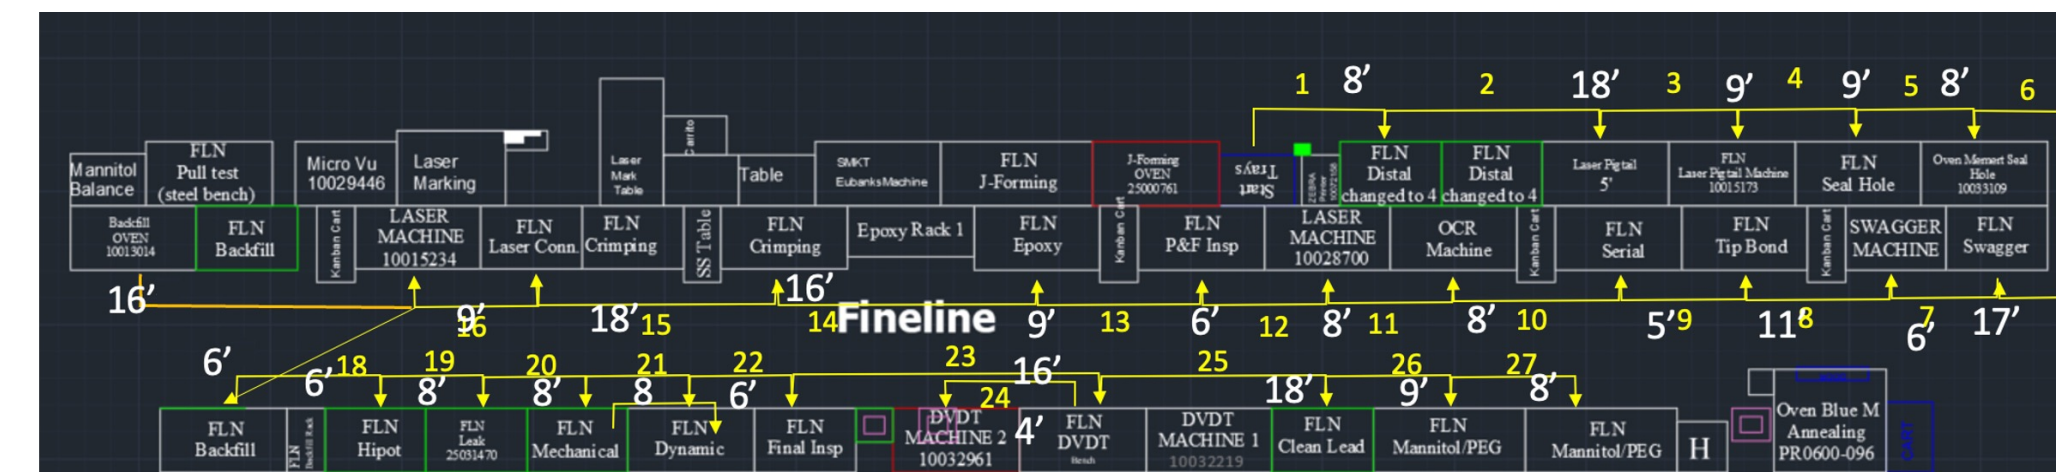 1 8’ 2 18’ 3 9’ 4 9’ 5 8’ 6
Mannitol
Balance
FLN
Pull test
(steel bench)
Micro Vu
10029446
Laser
Marking
Laser
Mark
Table
Carrito
Table
SMKT
Eubanks Machine
FLN
J-Forming
J-Forming
OVEN
25000761
Start
Trays
ZEBRA
Printer
FLN
Distal
changed to 4
FLN
Distal
changed to 4
Laser Pigtail
5'
FLN
Laser Pigtail Machine
10015173
FLN
Seal Hole
Oven Memert Seal
Hole
10033109
Backfill
OVEN
10013014
FLN
Backfill
Kanban Cart
LASER
MACHINE
10015234
FLN
Laser Conn.
FLN
Crimping
SS Table
FLN
Crimping
Epoxy Rack 1
FLN
Epoxy
Kanban Cart
FLN
P&F Insp
LASER
MACHINE
10028700
OCR
Machine
Kanban Cart
FLN
Serial
FLN
Tip Bond
Kanban Cart
SWAGGER
MACHINE
FLN
Swagger
16’ 16’
9’ 16 18’ 15 14 Fineline 9’ 13 6’ 12 8’ 11 8’ 10 5’ 9 11’ 8 6’ 7 17’
6’ 6’ 18 19 8’ 20 8’ 21 8 22 6’ 23 24 16’ 4’ 25 18’ 26 9’ 27 8’
FLN
Backfill
FLN
Backfill Rack
FLN
Hipot
FLN
Leak
25031470
FLN
Mechanical
FLN
Dynamic
FLN
Final Insp
DVDT
MACHINE 2
10032961
FLN
DVDT
Bench
DVDT
MACHINE 1
10032219
FLN
Clean Lead
FLN
Mannitol/PEG
FLN
Mannitol/PEG
H
Oven Blue M
Annealing
PR0600-096
CART